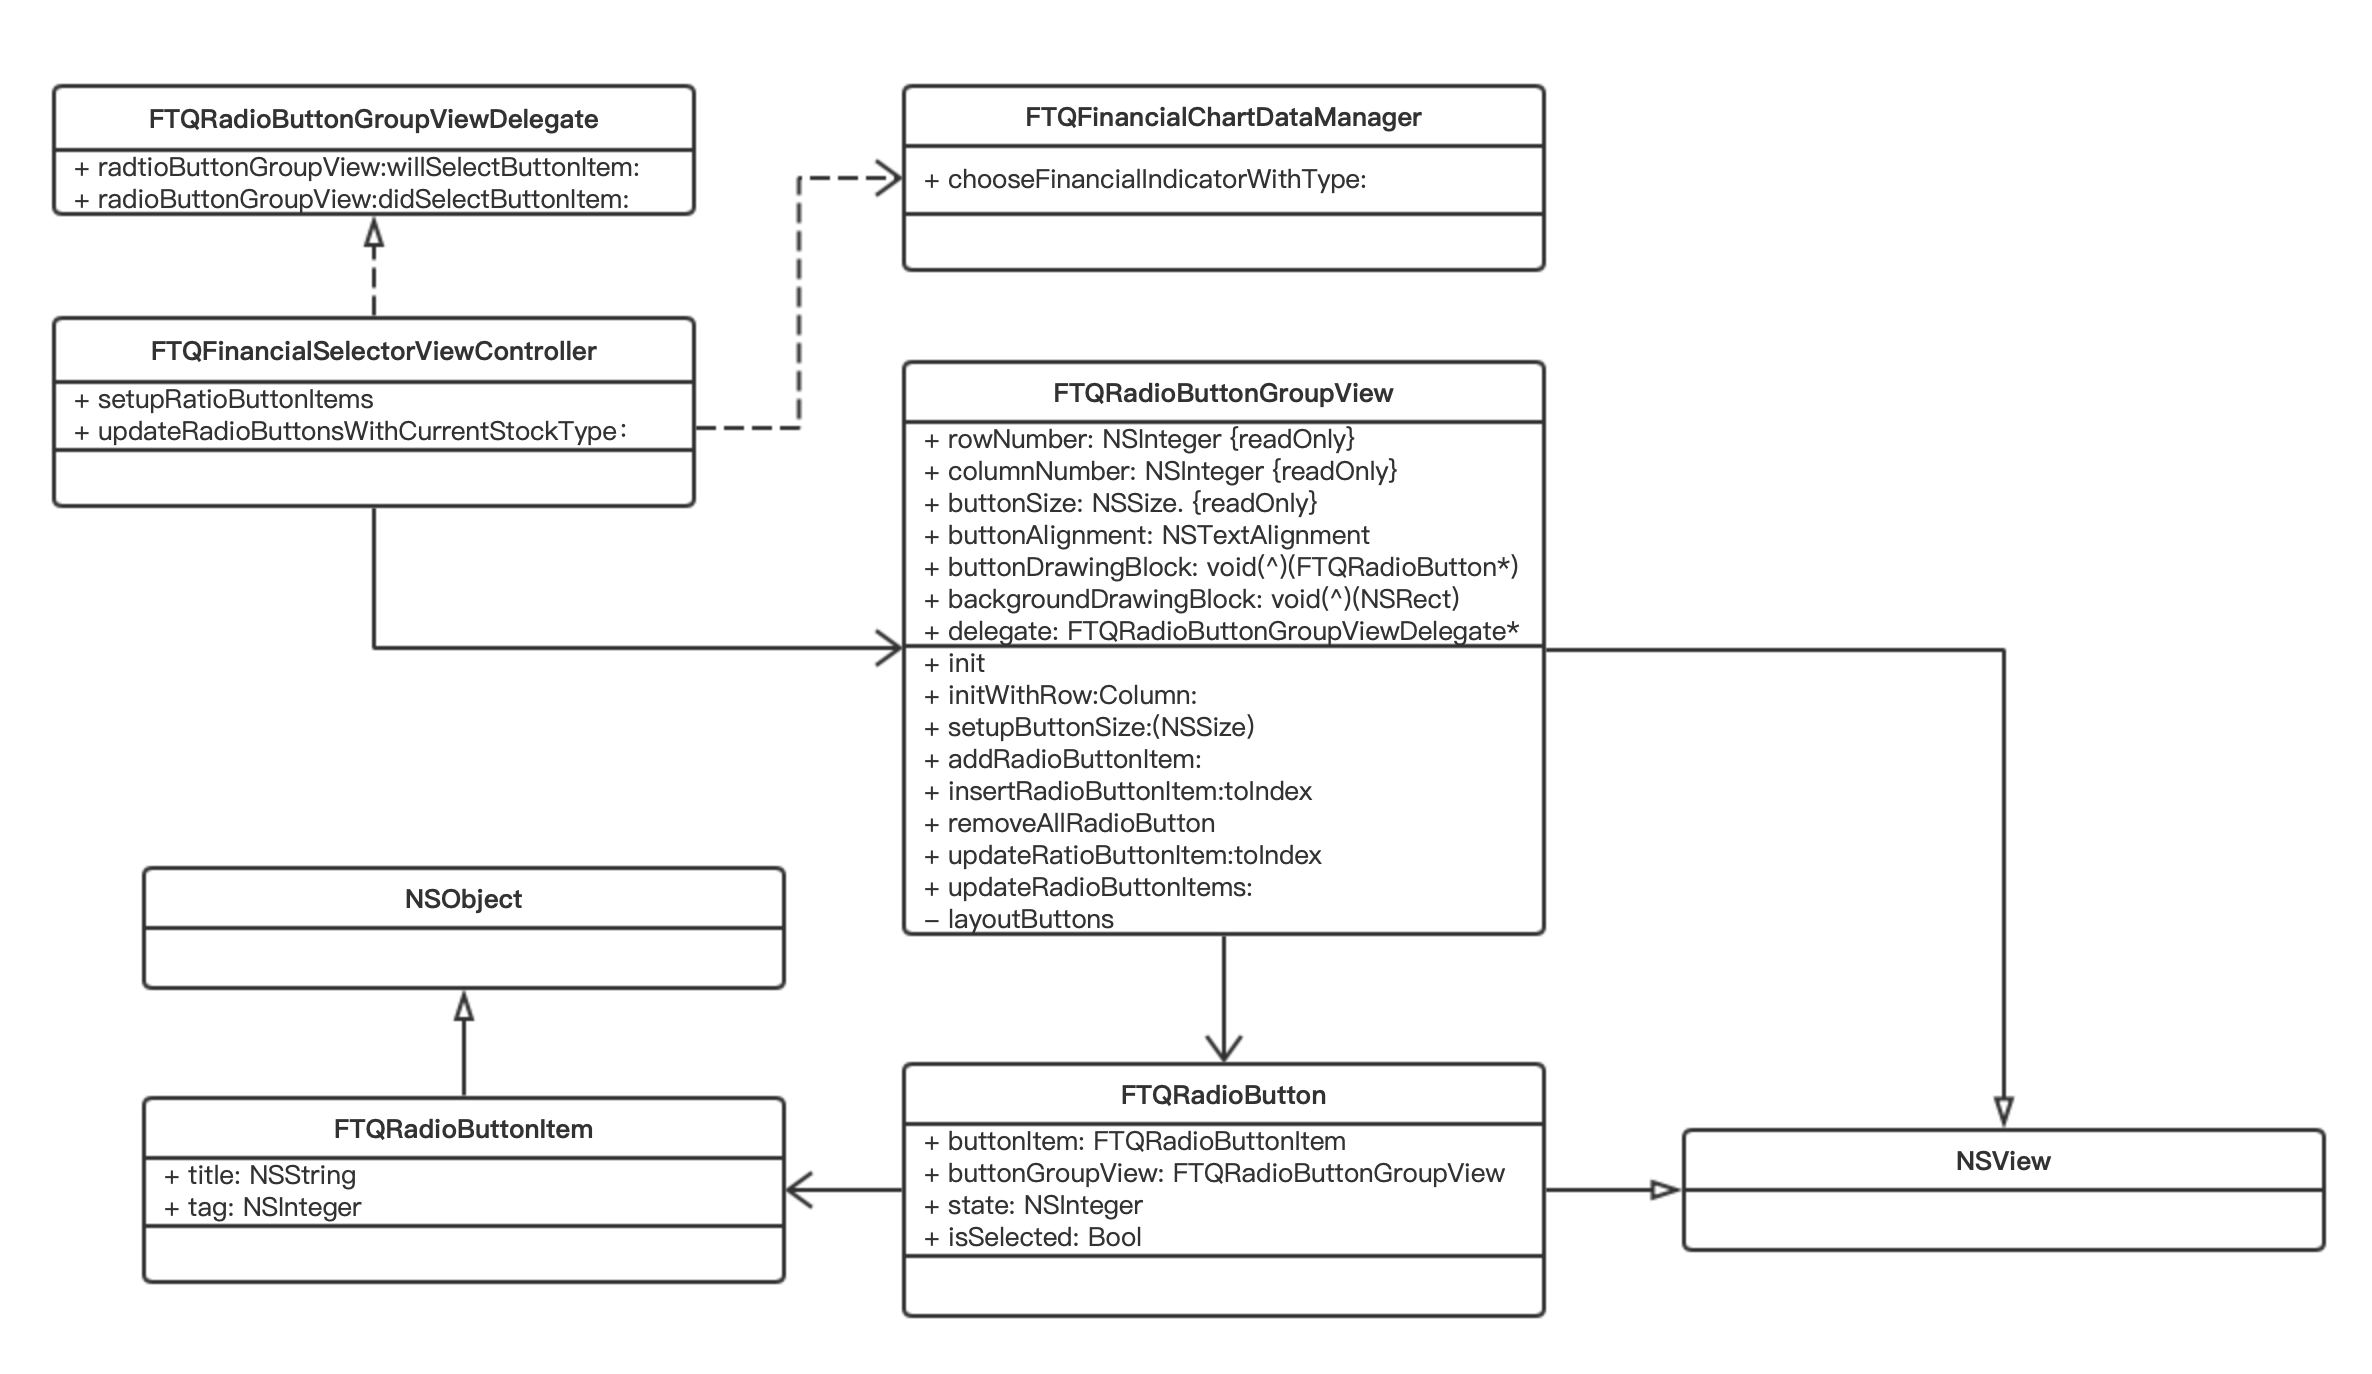 FTQRadioButtonGroupViewDelegate
+ radtioButtonGroupView:willSelectButtonItem:
+ radioButtonGroupView:didSelectButtonItem:
FTQFinancialChartDataManager
+ chooseFinancialIndicatorWithType:
FTQFinancialSelectorViewController
+ setupRatioButtonItems
+ updateRadioButtonsWithCurrentStockType：
FTQRadioButtonGroupView
+ rowNumber: NSInteger {readOnly}
+ columnNumber: NSInteger {readOnly}
+ buttonSize: NSSize. {readOnly}
+ buttonAlignment: NSTextAlignment
+ buttonDrawingBlock: void(^)(FTQRadioButton*)
+ backgroundDrawingBlock: void(^)(NSRect)
+ delegate: FTQRadioButtonGroupViewDelegate*
+ init
+ initWithRow:Column:
+ setupButtonSize:(NSSize)
+ addRadioButtonItem:
+ insertRadioButtonItem:toIndex
+ removeAllRadioButton
+ updateRatioButtonItem:toIndex
+ updateRadioButtonItems:
- layoutButtons
NSObject
FTQRadioButtonItem
+ title: NSString
+ tag: NSInteger
FTQRadioButton
+ buttonItem: FTQRadioButtonItem
+ buttonGroupView: FTQRadioButtonGroupView
+ state: NSInteger
+ isSelected: Bool
NSView